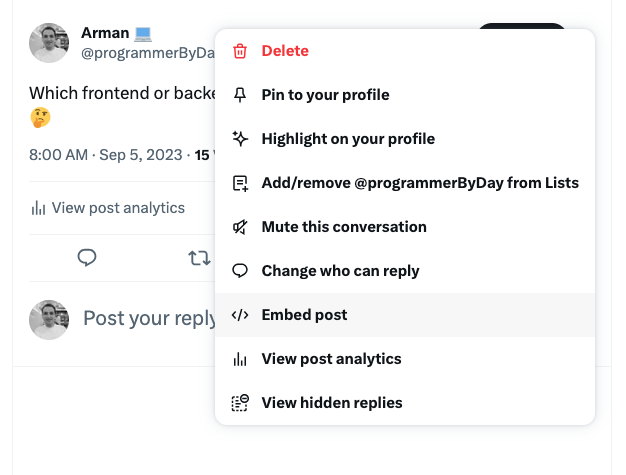 Arman 💻
@programmerByDa
Which frontend or backe
🤔
8:00 AM · Sep 5, 2023 · 15
View post analytics
Post your reply
Delete
Pin to your profile
Highlight on your profile
Add/remove @programmerByDay from Lists
Mute this conversation
Change who can reply
Embed post
View post analytics
View hidden replies